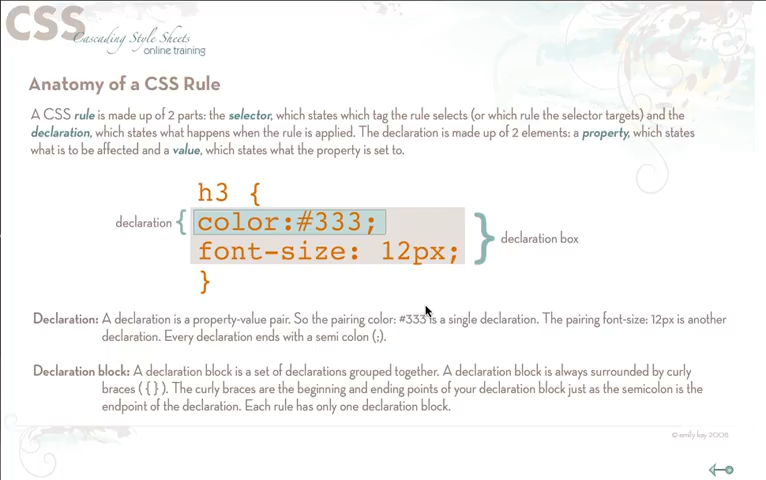 CSS Cascading Style Sheets
online training
Anatomy of a CSS Rule
A CSS rule is made up of 2 parts: the selector, which states which tag the rule selects (or which rule the selector targets) and the
declaration, which states what happens when the rule is applied. The declaration is made up of 2 elements: a property, which states
what is to be affected and a value, which states what the property is set to.
h3 {
declaration { color:#333;
font-size: 12px;
} declaration box
}
Declaration: A declaration is a property-value pair. So the pairing color: #333 is a single declaration. The pairing font-size: 12px is another
declaration. Every declaration ends with a semi colon (;).
Declaration block: A declaration block is a set of declarations grouped together. A declaration block is always surrounded by curly
braces ( { } ). The curly braces are the beginning and ending points of your declaration block just as the semicolon is the
endpoint of the declaration. Each rule has only one declaration block.
© emily kay 2008